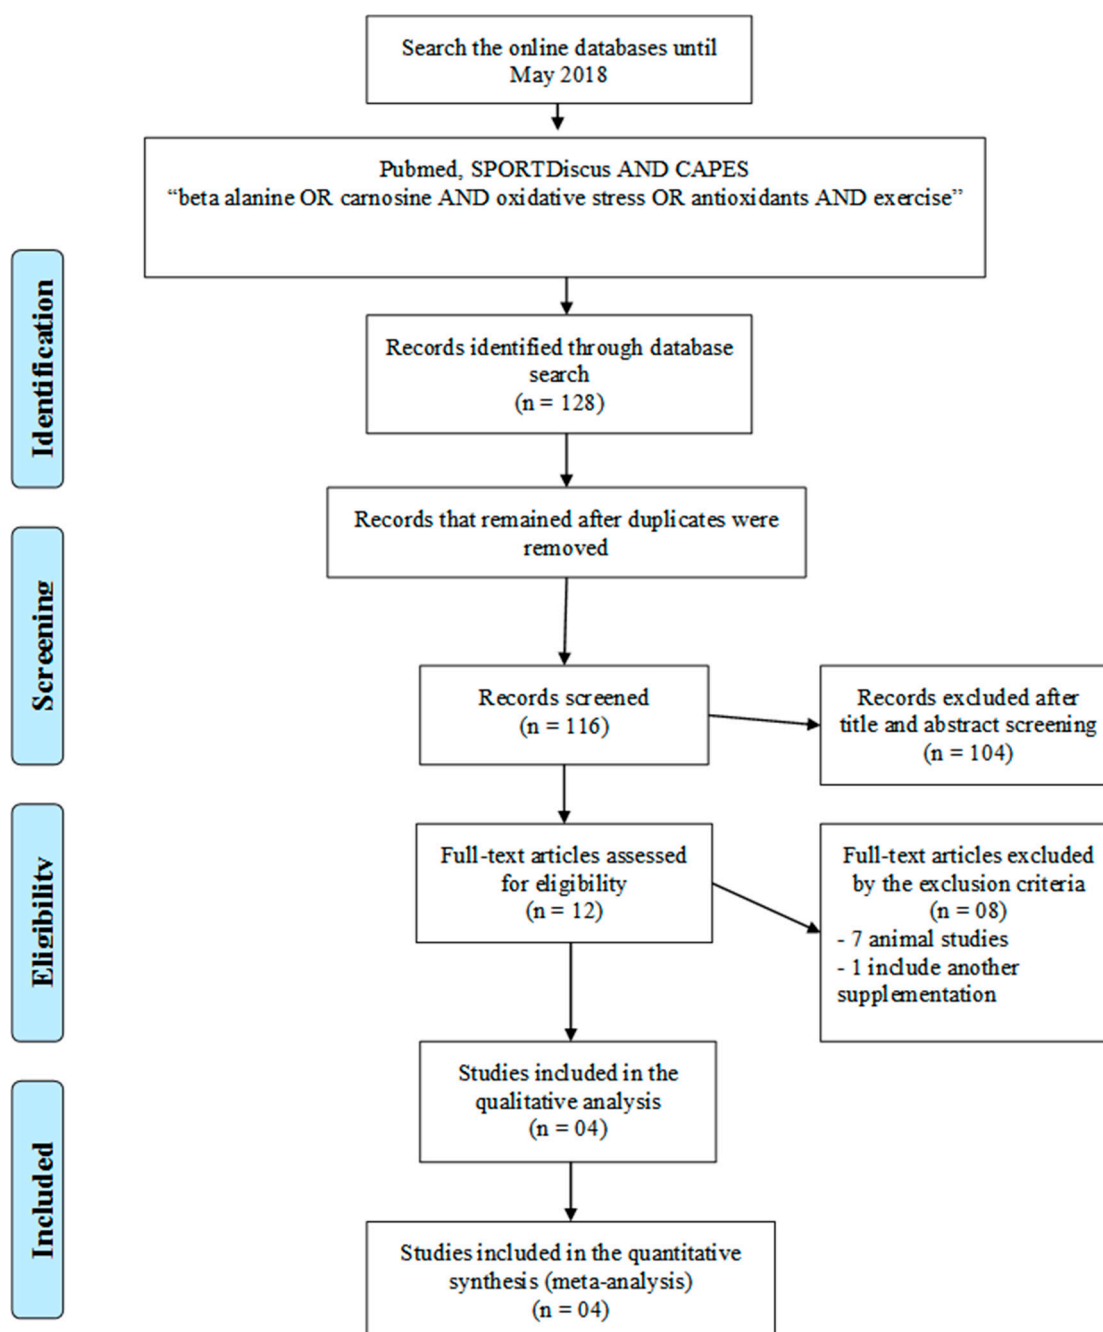 Search the online databases until
May 2018
Pubmed, SPORTDiscus AND CAPES
“beta alanine OR carnosine AND oxidative stress OR antioxidants AND exercise”
Identification
Records identified through database
search
(n = 128)
Records that remained after duplicates were
removed
Screening
Records screened
(n = 116)
Records excluded after
title and abstract screening
(n = 104)
Eligibility
Full-text articles assessed
for eligibility
(n = 12)
Full-text articles excluded
by the exclusion criteria
(n = 08)
- 7 animal studies
- 1 include another
supplementation
Included
Studies included in the
qualitative analysis
(n = 04)
Studies included in the quantitative
synthesis (meta-analysis)
(n = 04)